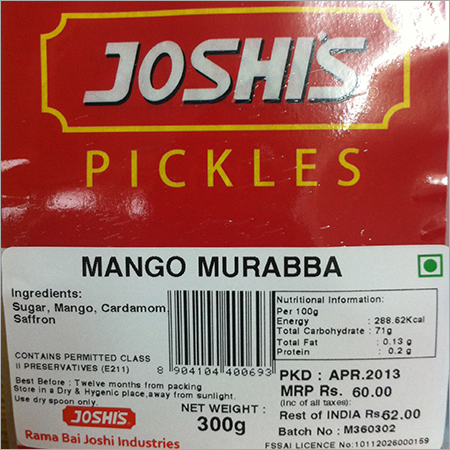 JOSHI'S
PICKLES
MANGO MURABBA
Ingredients:
Sugar, Mango, Cardamom,
Saffron
CONTAINS PERMITTED CLASS
II PRESERVATIVES (E211)
8 904104 400693
Nutritional Information:
Per 100g
Energy : 288.62Kcal
Total Carbohydrate : 71g
Total Fat : 0.13 g
Protein : 0.2 g
Best Before : Twelve months from packing
Store in a Dry & Hygenic place,away from sunlight.
Use dry spoon only.
NET WEIGHT :
300g
PKD : APR.2013
MRP Rs. 60.00
(inc of all taxes):
Rest of INDIA Rs62.00
Batch No : M360302
FSSAI LICENCE No:10112026000159
JOSHI'S
Rama Bai Joshi Industries